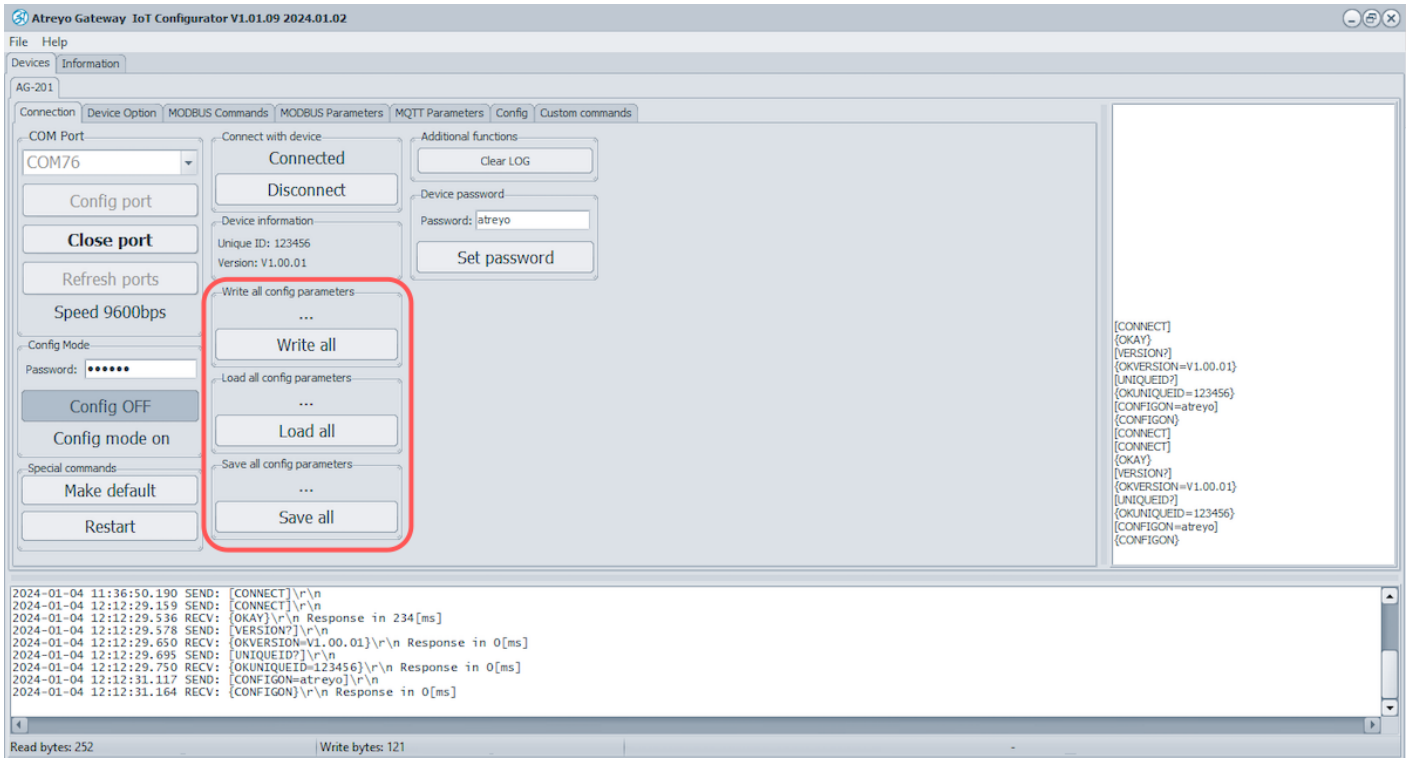 Atreyo Gateway IoT Configurator V1.01.09 2024.01.02
File Help
Devices Information
AG-201
Connection Device Option MODBUS Commands MODBUS Parameters MQTT Parameters Config Custom commands
COM Port
COM76
Config port
Close port
Refresh ports
Speed 9600bps
Config Mode
Password: ••••••
Config OFF
Config mode on
Special commands
Make default
Restart
Connect with device
Connected
Disconnect
Device information
Unique ID: 123456
Version: V1.00.01
Write all config parameters
...
Write all
Load all config parameters
...
Load all
Save all config parameters
...
Save all
Additional functions
Clear LOG
Device password
Password: atreyo
Set password
[CONNECT]
{OKAY}
[VERSION?]
{OKVERSION=V1.00.01}
[UNIQUEID?]
{OKUNIQUEID=123456}
[CONFIGON=atreyo]
{CONFIGON}
[CONNECT]
[CONNECT]
{OKAY}
[VERSION?]
{OKVERSION=V1.00.01}
[UNIQUEID?]
{OKUNIQUEID=123456}
[CONFIGON=atreyo]
{CONFIGON}
2024-01-04 11:36:50.190 SEND: [CONNECT]\r\n
2024-01-04 12:12:29.159 SEND: [CONNECT]\r\n
2024-01-04 12:12:29.536 RECV: {OKAY}\r\n Response in 234[ms]
2024-01-04 12:12:29.578 SEND: [VERSION?]\r\n
2024-01-04 12:12:29.650 RECV: {OKVERSION=V1.00.01}\r\n Response in 0[ms]
2024-01-04 12:12:29.695 SEND: [UNIQUEID?]\r\n
2024-01-04 12:12:29.750 RECV: {OKUNIQUEID=123456}\r\n Response in 0[ms]
2024-01-04 12:12:31.117 SEND: [CONFIGON=atreyo]\r\n
2024-01-04 12:12:31.164 RECV: {CONFIGON}\r\n Response in 0[ms]
Read bytes: 252 Write bytes: 121 -